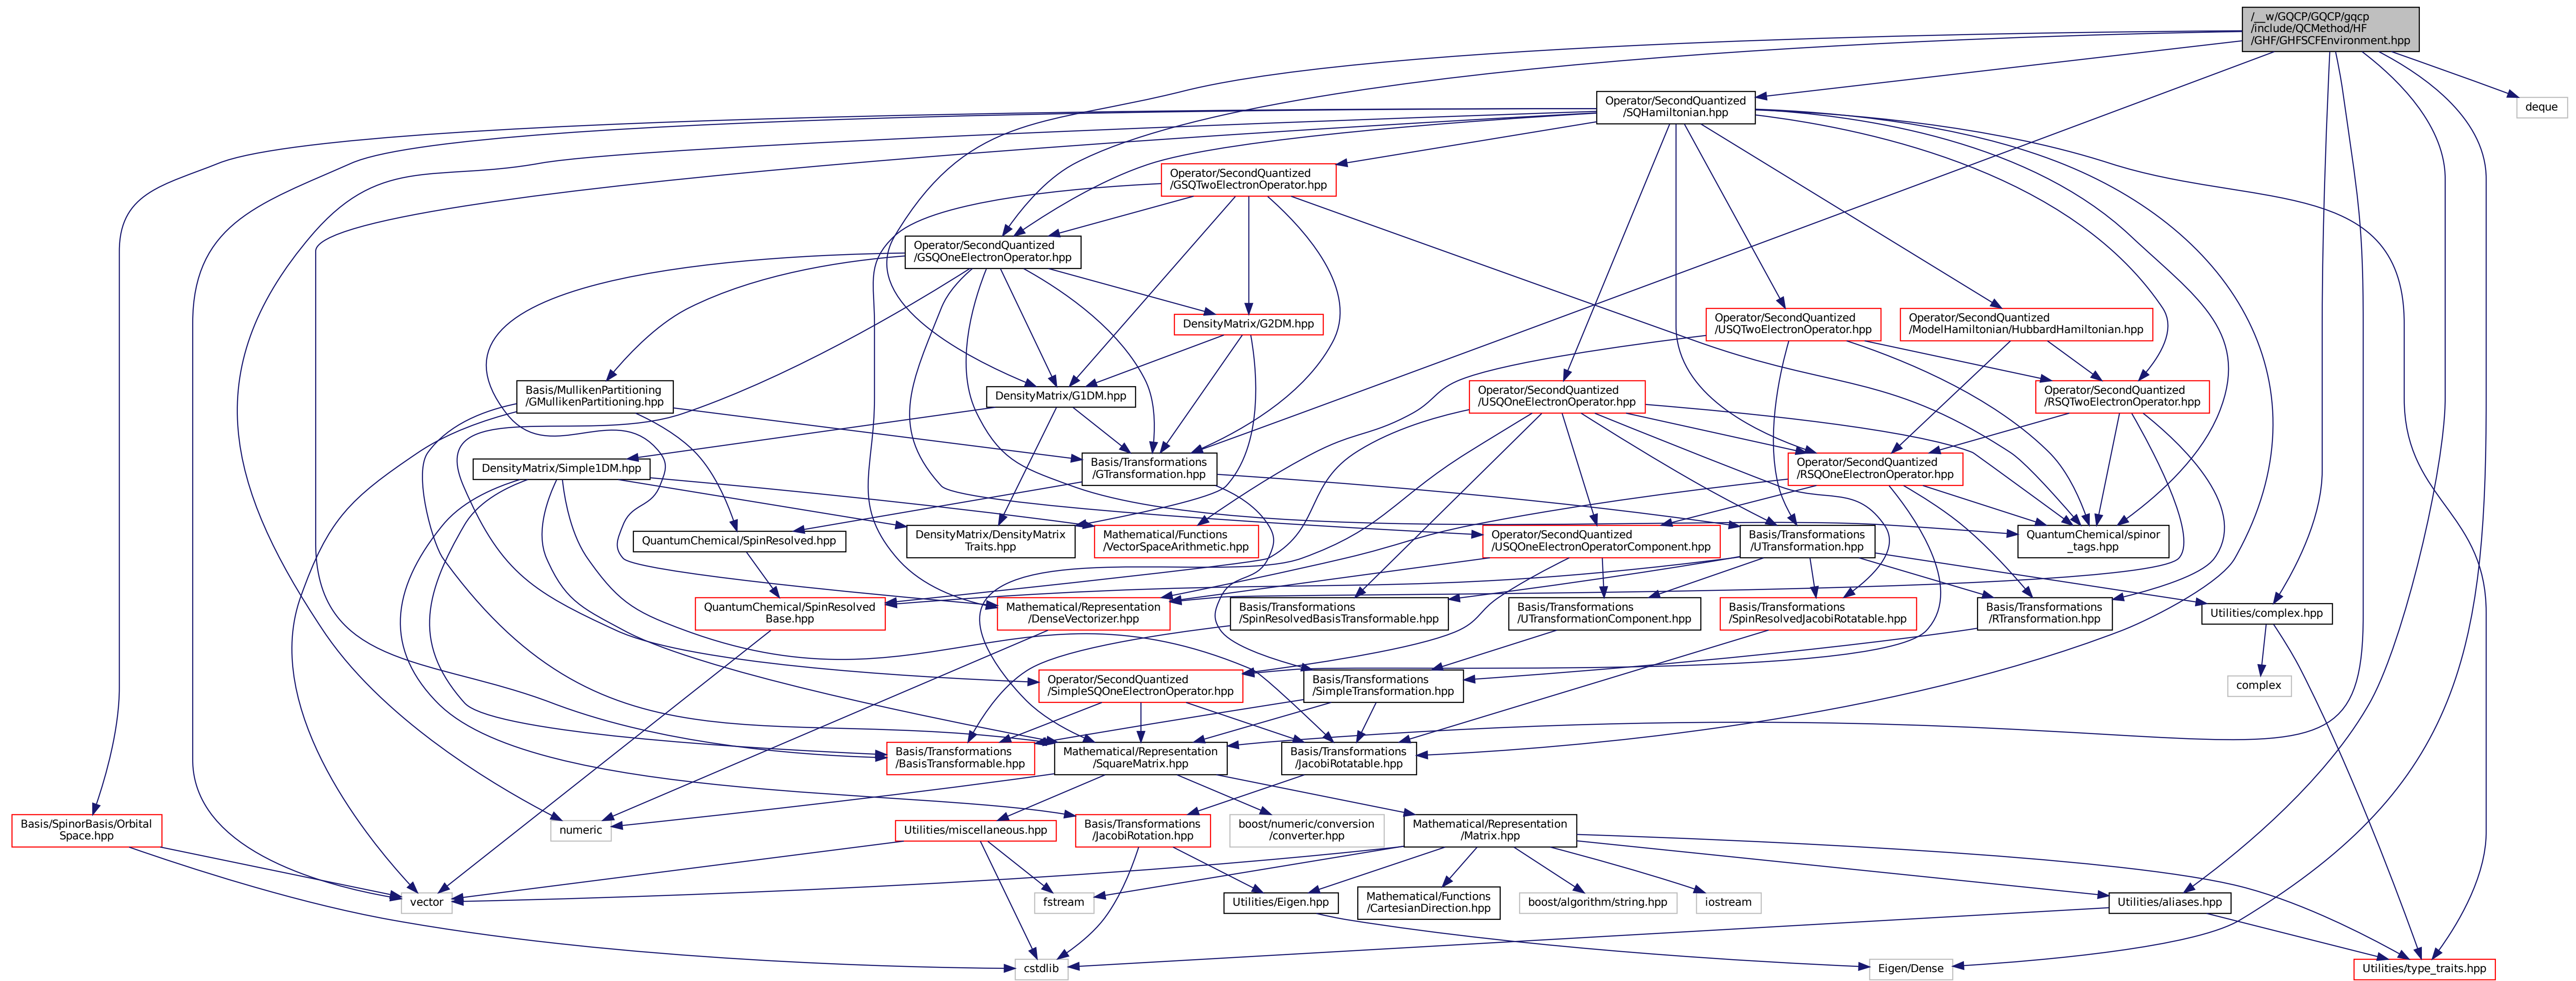 /__w/GQCP/GQCP/gqcp
/include/QCMethod/HF
/GHF/GHFSCFEnvironment.hpp
Operator/SecondQuantized
/SQHamiltonian.hpp
deque
Operator/SecondQuantized
/GSQTwoElectronOperator.hpp
Operator/SecondQuantized
/GSQOneElectronOperator.hpp
DensityMatrix/G2DM.hpp
Operator/SecondQuantized
/USQTwoElectronOperator.hpp
Operator/SecondQuantized
/ModelHamiltonian/HubbardHamiltonian.hpp
Basis/MullikenPartitioning
/GMullikenPartitioning.hpp
DensityMatrix/G1DM.hpp
Operator/SecondQuantized
/USQOneElectronOperator.hpp
Operator/SecondQuantized
/RSQTwoElectronOperator.hpp
DensityMatrix/Simple1DM.hpp
Basis/Transformations
/GTransformation.hpp
Operator/SecondQuantized
/RSQOneElectronOperator.hpp
QuantumChemical/SpinResolved.hpp
DensityMatrix/DensityMatrix
Traits.hpp
Mathematical/Functions
/VectorSpaceArithmetic.hpp
Operator/SecondQuantized
/USQOneElectronOperatorComponent.hpp
Basis/Transformations
/UTransformation.hpp
QuantumChemical/spinor
_tags.hpp
QuantumChemical/SpinResolved
Base.hpp
Mathematical/Representation
/DenseVectorizer.hpp
Basis/Transformations
/SpinResolvedBasisTransformable.hpp
Basis/Transformations
/UTransformationComponent.hpp
Basis/Transformations
/SpinResolvedJacobiRotatable.hpp
Basis/Transformations
/RTransformation.hpp
Utilities/complex.hpp
Operator/SecondQuantized
/SimpleSQOneElectronOperator.hpp
Basis/Transformations
/SimpleTransformation.hpp
complex
Basis/Transformations
/BasisTransformable.hpp
Mathematical/Representation
/SquareMatrix.hpp
Basis/Transformations
/JacobiRotatable.hpp
Basis/SpinorBasis/Orbital
Space.hpp
numeric
Utilities/miscellaneous.hpp
Basis/Transformations
/JacobiRotation.hpp
boost/numeric/conversion
/converter.hpp
Mathematical/Representation
/Matrix.hpp
vector
fstream
Utilities/Eigen.hpp
Mathematical/Functions
/CartesianDirection.hpp
boost/algorithm/string.hpp
iostream
Utilities/aliases.hpp
cstdlib
Eigen/Dense
Utilities/type_traits.hpp